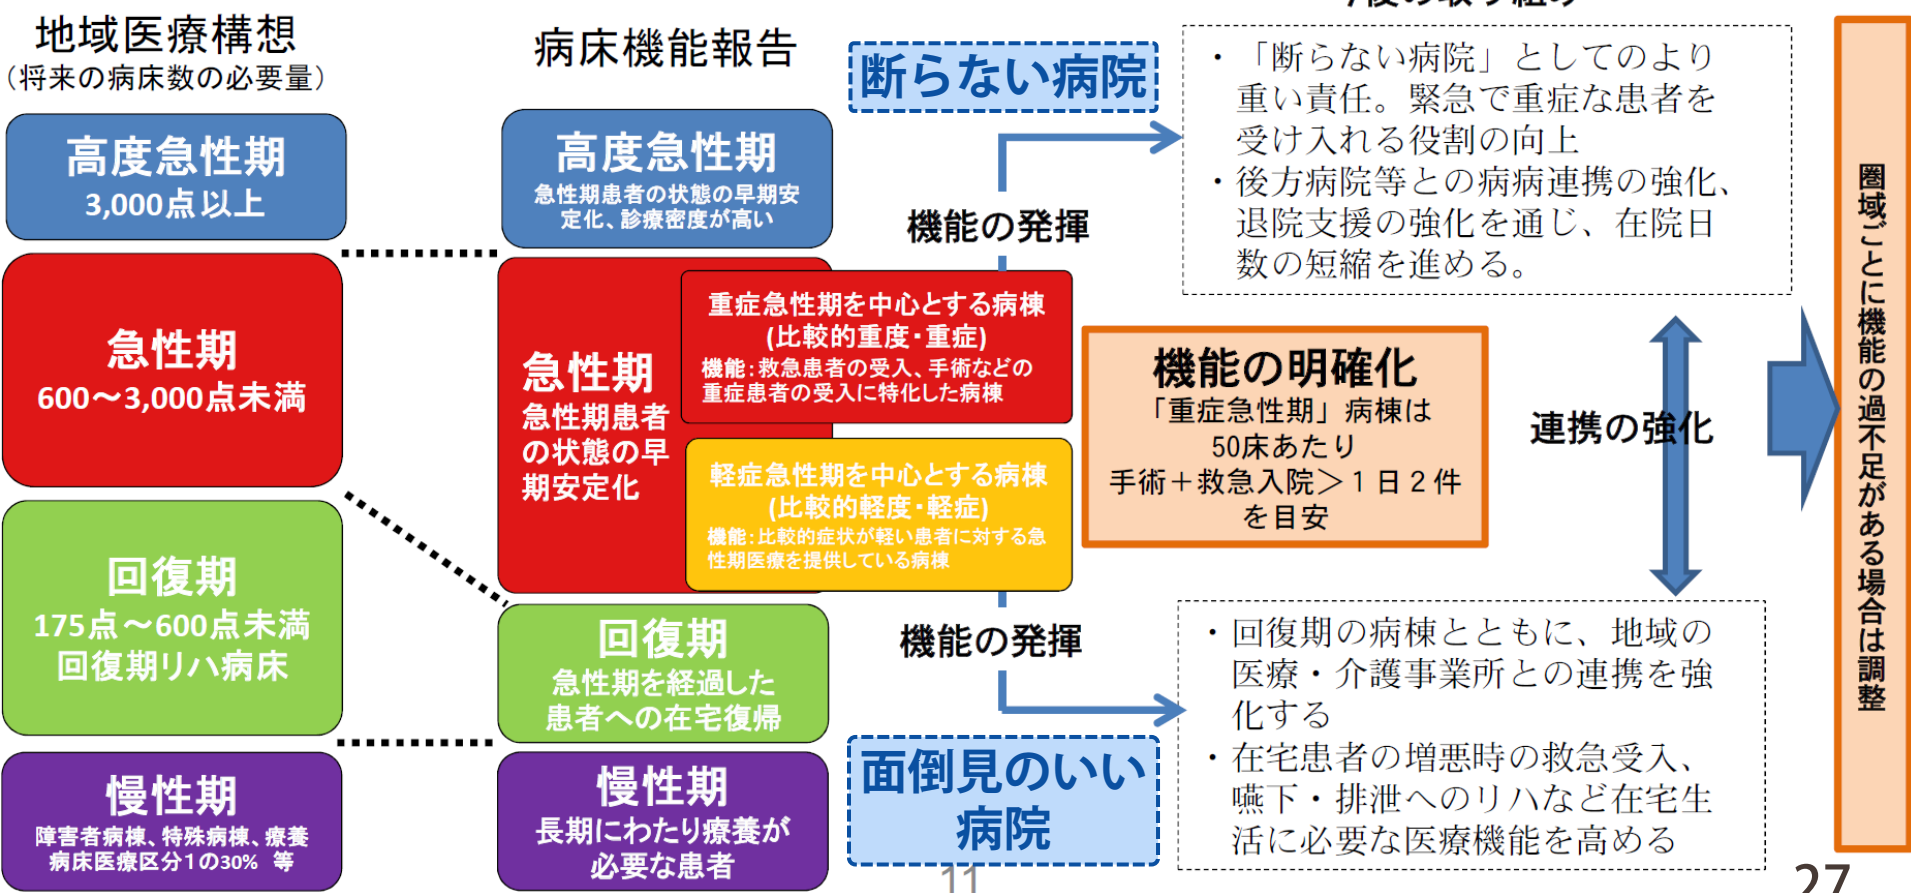 地域医療構想
（将来の病床数の必要量）
高度急性期
3,000点以上
急性期
600～3,000点未満
回復期
175点～600点未満
回復期リハ病床
慢性期
障害者病棟、特殊病棟、療養
病床医療区分1の30% 等
病床機能報告
高度急性期
急性期患者の状態の早期安
定化、診療密度が高い
急性期
急性期患者
の状態の早
期安定化
重症急性期を中心とする病棟
(比較的重度・重症)
機能：救急患者の受入、手術などの
重症患者の受入に特化した病棟
軽症急性期を中心とする病棟
(比較的軽度・軽症)
機能：比較的症状が軽い患者に対する急
性期医療を提供している病棟
回復期
急性期を経過した
患者への在宅復帰
慢性期
長期にわたり療養が
必要な患者
断らない病院
機能の発揮
機能の発揮
面倒見のいい
病院
機能の明確化
「重症急性期」病棟は
50床あたり
手術＋救急入院＞１日２件
を目安
の取り組み
・「断らない病院」としてのより
重い責任。緊急で重症な患者を
受け入れる役割の向上
・後方病院等との病病連携の強化、
退院支援の強化を通じ、在院日
数の短縮を進める。
連携の強化
・回復期の病棟とともに、地域の
医療・介護事業所との連携を強
化する
・在宅患者の増悪時の救急受入、
嚥下・排泄へのリハなど在宅生
活に必要な医療機能を高める
圏域ごとに機能の過不足がある場合は調整
11
27